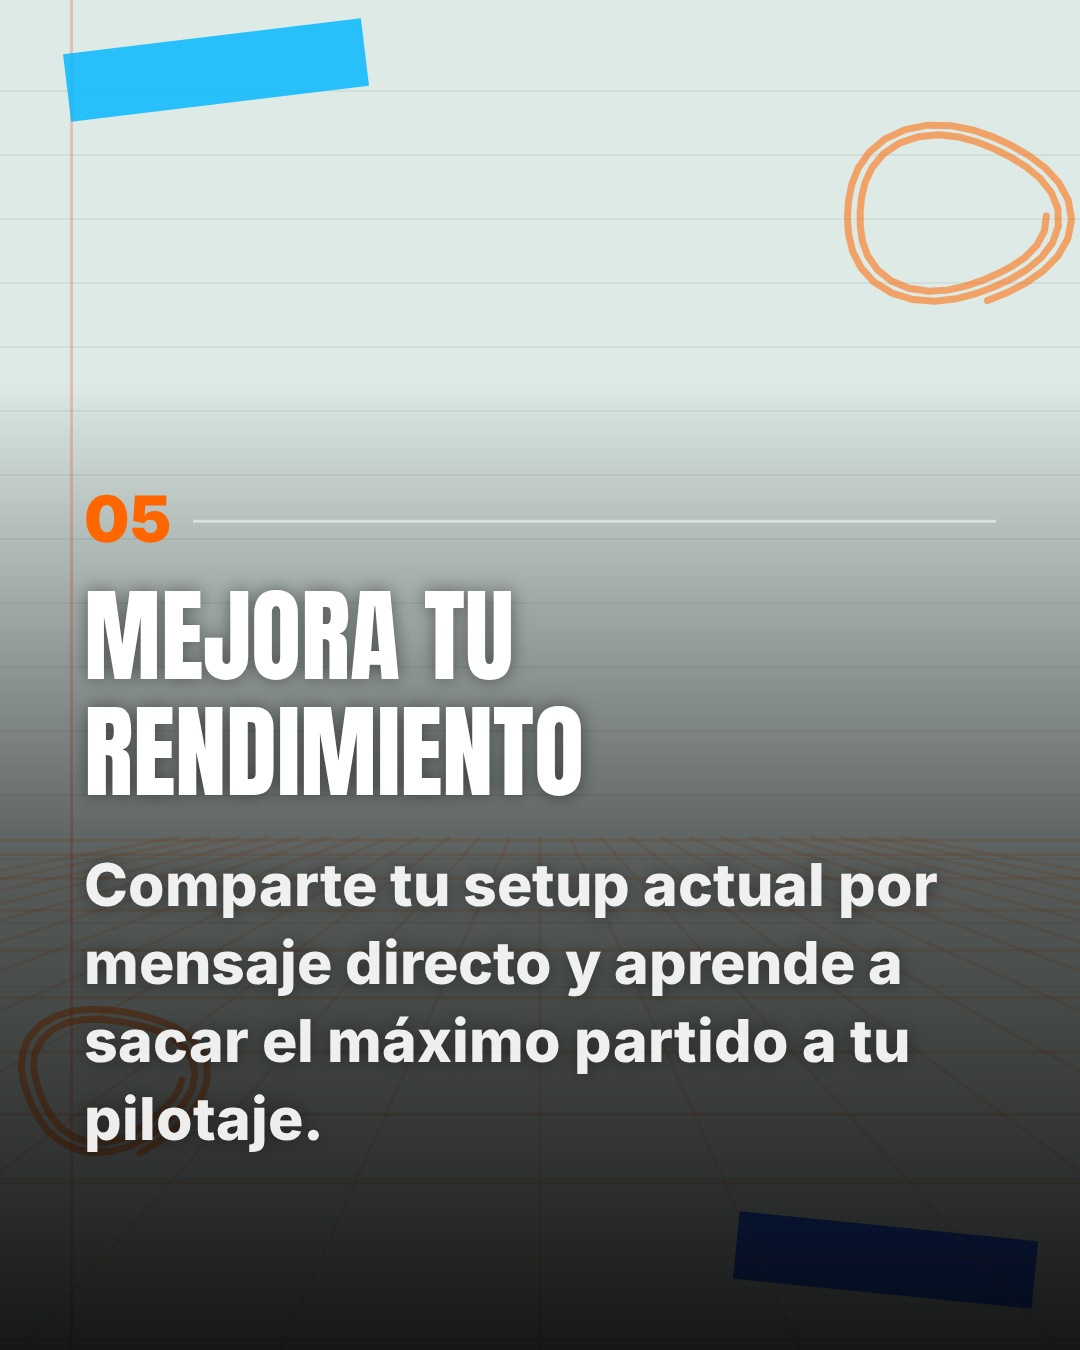 05
MEJORA TU
RENDIMIENTO
Comparte tu setup actual por
mensaje directo y aprende a
sacar el máximo partido a tu
pilotaje.